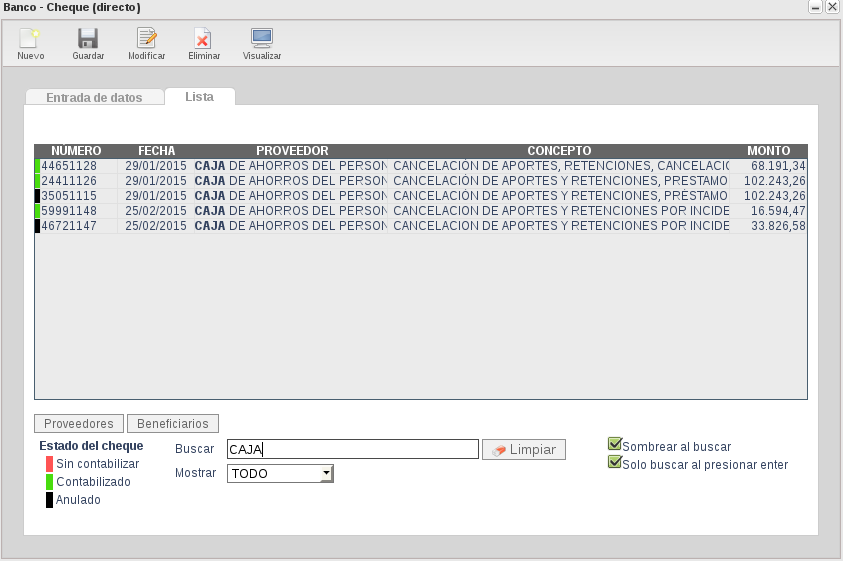 Banco - Cheque (directo)
Nuevo Guardar Modificar Eliminar Visualizar
Entrada de datos Lista
NÚMERO FECHA PROVEEDOR CONCEPTO MONTO
44651128 29/01/2015 CAJA DE AHORROS DEL PERSON CANCELACIÓN DE APORTES, RETENCIONES, CANCELACIÓ 68.191,34
24411126 29/01/2015 CAJA DE AHORROS DEL PERSON CANCELACIÓN DE APORTES Y RETENCIONES, PRÉSTAMO 102.243,26
35051115 29/01/2015 CAJA DE AHORROS DEL PERSON CANCELACIÓN DE APORTES Y RETENCIONES, PRÉSTAMO 102.243,26
59991148 25/02/2015 CAJA DE AHORROS DEL PERSON CANCELACIÓN DE APORTES Y RETENCIONES POR INCIDE 16.594,47
46721147 25/02/2015 CAJA DE AHORROS DEL PERSON CANCELACIÓN DE APORTES Y RETENCIONES POR INCIDE 33.826,58
Proveedores Beneficiarios
Estado del cheque
Sin contabilizar
Contabilizado
Anulado
Buscar CAJA Limpiar
Mostrar TODO
Sombrear al buscar
Solo buscar al presionar enter